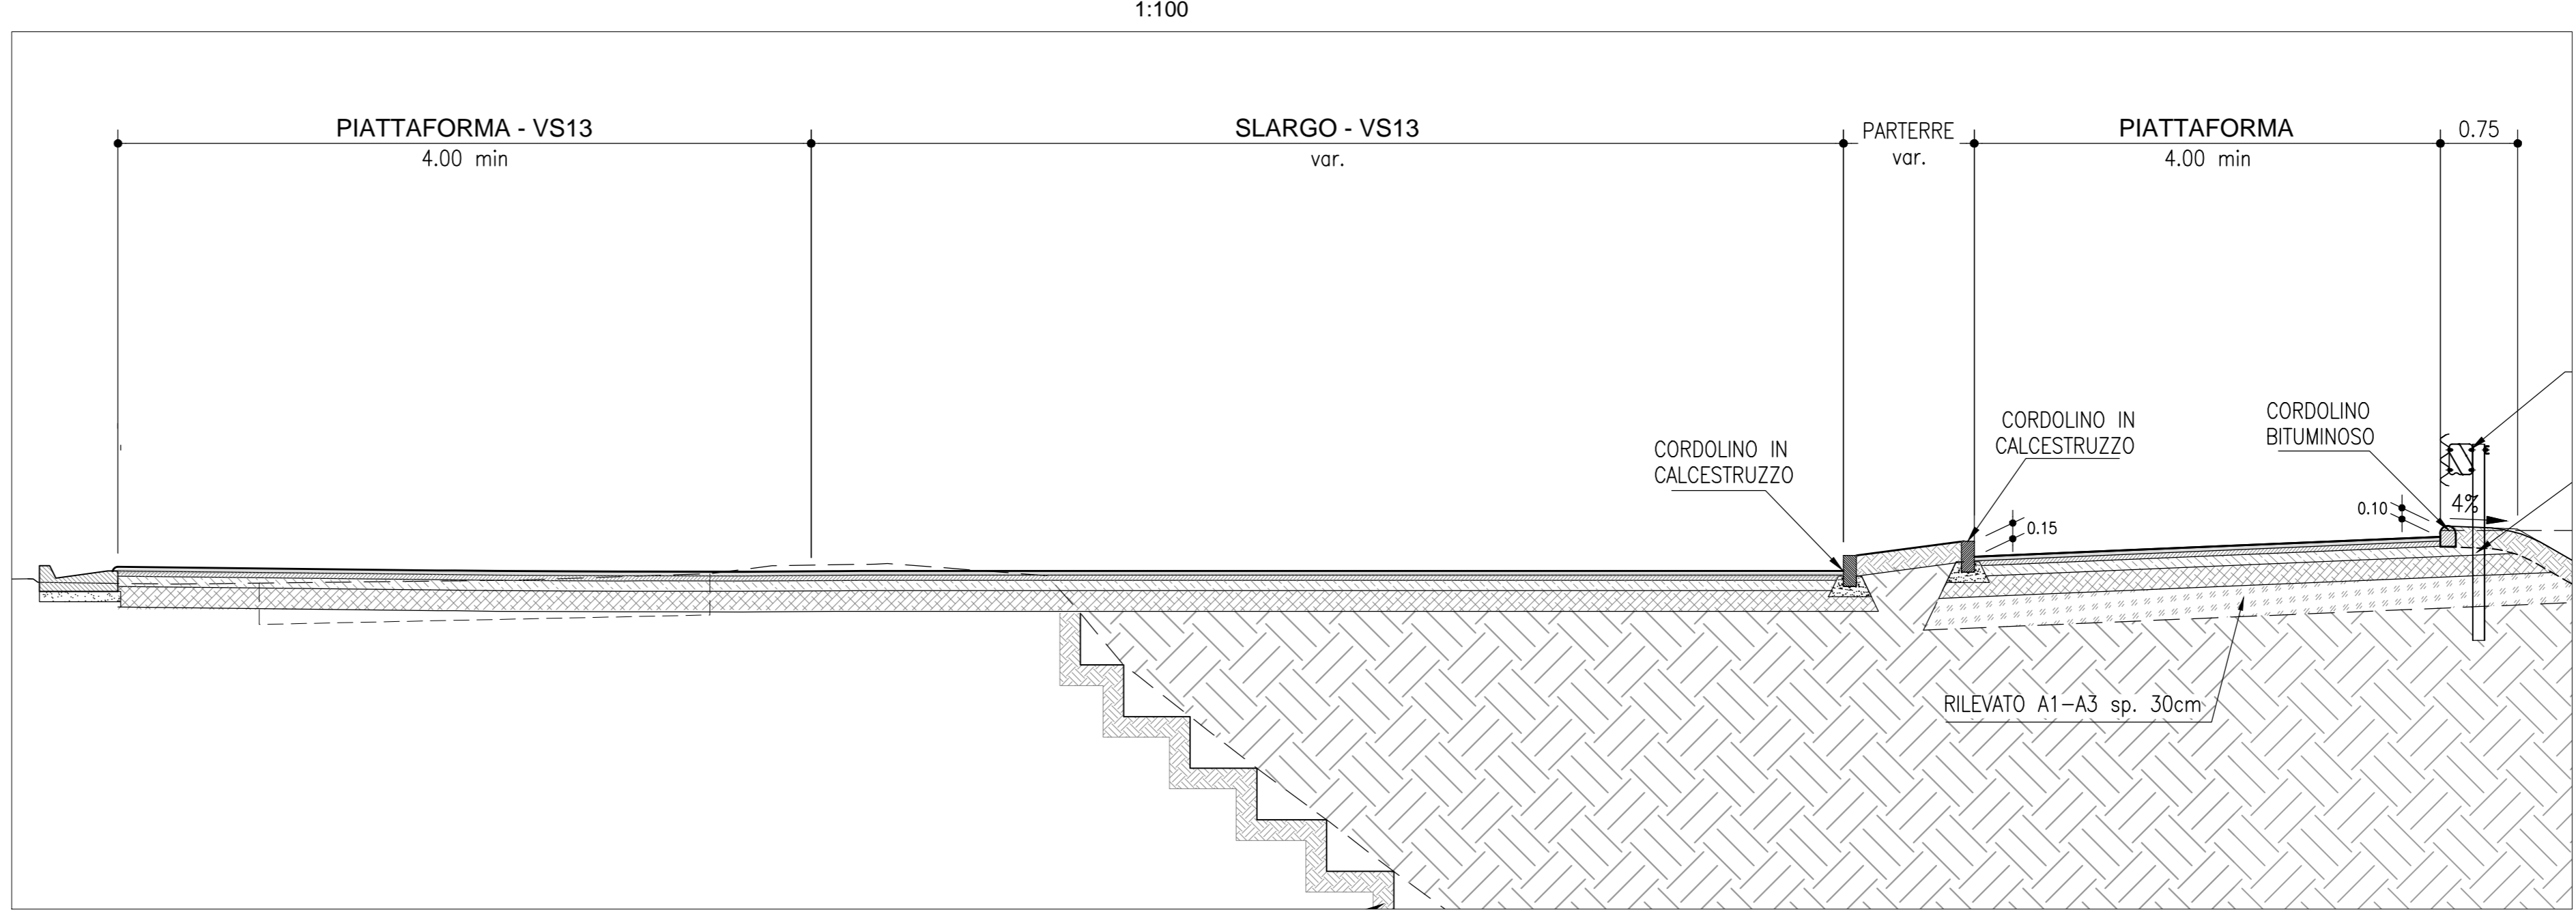 1:100
PIATTAFORMA - VS13
4.00 min
SLARGO - VS13
var.
PARTERRE
var.
PIATTAFORMA
4.00 min
0.75
CORDOLINO IN
CALCESTRUZZO
CORDOLINO IN
CALCESTRUZZO
CORDOLINO
BITUMINOSO
0.15
0.10
4%
RILEVATO A1-A3 sp. 30cm